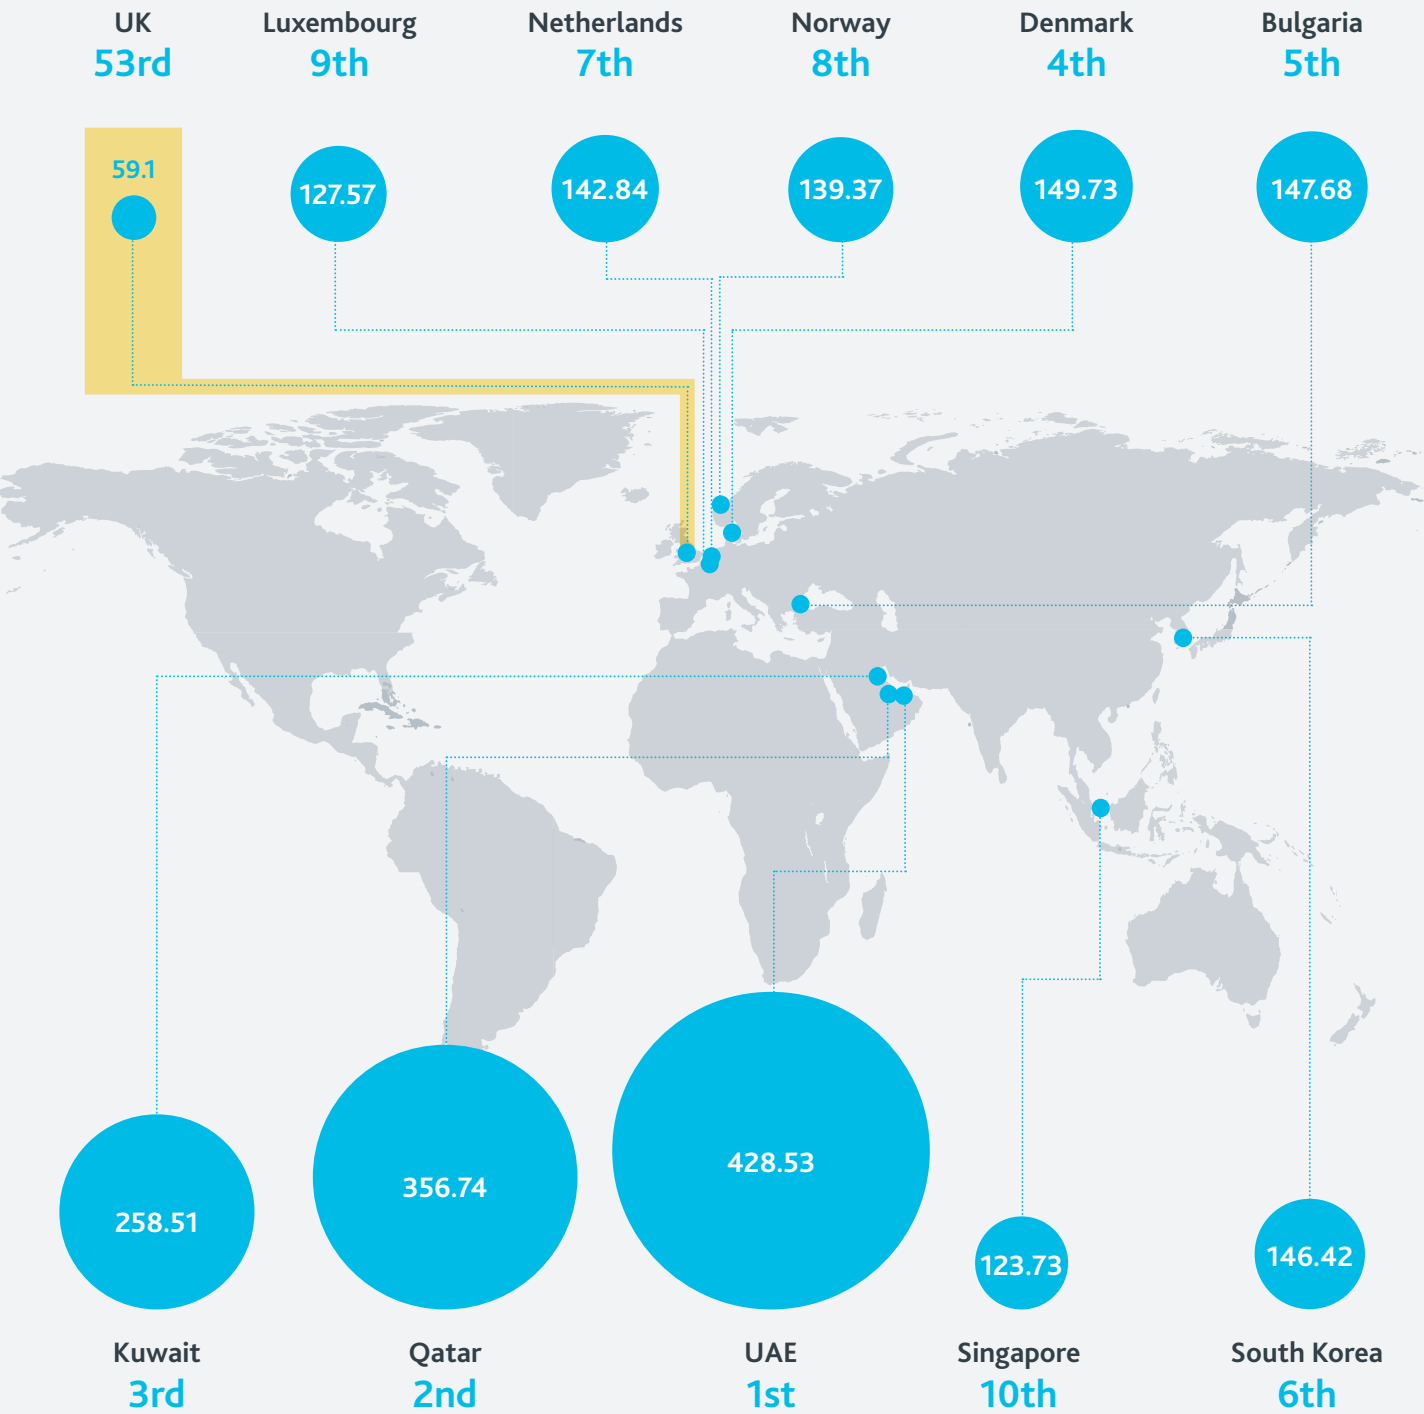 UK
53rd
59.1
Luxembourg
9th
127.57
Netherlands
7th
142.84
Norway
8th
139.37
Denmark
4th
149.73
Bulgaria
5th
147.68
258.51
Kuwait
3rd
356.74
Qatar
2nd
428.53
UAE
1st
123.73
Singapore
10th
146.42
South Korea
6th